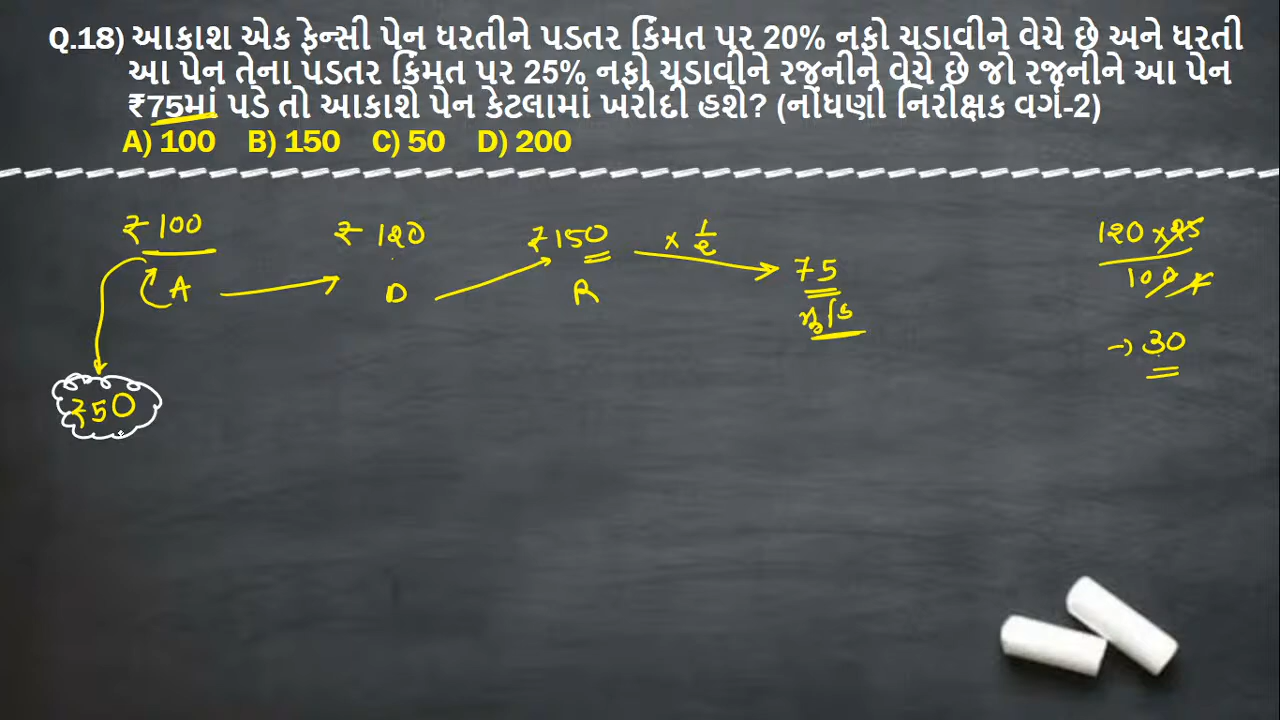 Q.18) આકાશ એક ફેન્સી પેન ધરતીને પડતર કિંમત પર 20% નફો ચડાવીને વેચે છે અને ધરતી
આ પેન તેના પડતર કિંમત પર 25% નફો ચડાવીને રજનીને વેચે છે જો રજનીને આ પેન
₹75માં પડે તો આકાશે પેન કેટલામાં ખરીદી હશે? (નોંધણી નિરીક્ષક વર્ગ-2)
A) 100 B) 150 C) 50 D) 200
₹ 100 ₹ 120 ₹ 150 × 1/2 75
A D R
120 × 25
100 4
→ 30
₹50